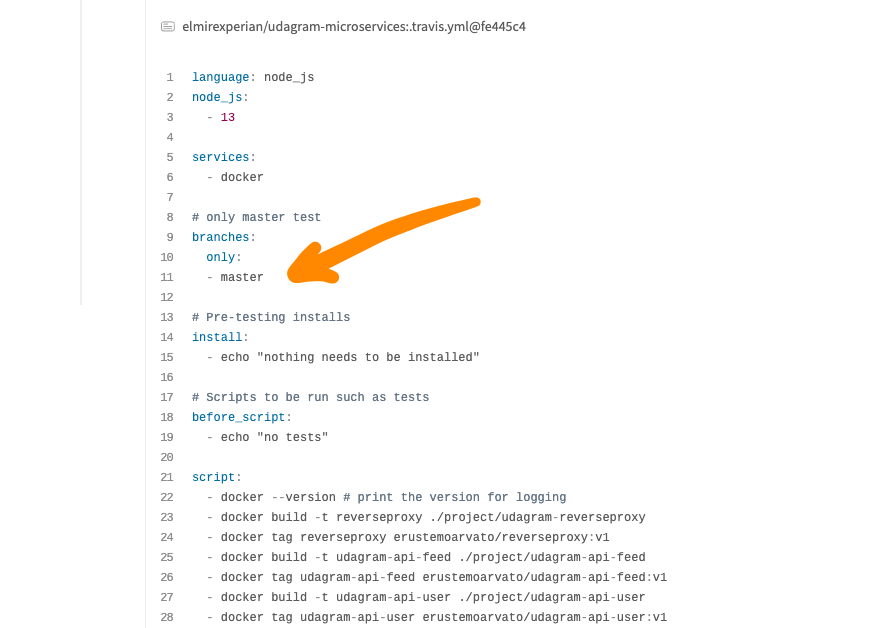 elmirexperian/udagram-microservices:.travis.yml@fe445c4
1 language: node_js
2 node_js:
3   - 13
4
5 services:
6   - docker
7
8 # only master test
9 branches:
10   only:
11   - master
12
13 # Pre-testing installs
14 install:
15   - echo "nothing needs to be installed"
16
17 # Scripts to be run such as tests
18 before_script:
19   - echo "no tests"
20
21 script:
22   - docker --version # print the version for logging
23   - docker build -t reverseproxy ./project/udagram-reverseproxy
24   - docker tag reverseproxy erustemoarvato/reverseproxy:v1
25   - docker build -t udagram-api-feed ./project/udagram-api-feed
26   - docker tag udagram-api-feed erustemoarvato/udagram-api-feed:v1
27   - docker build -t udagram-api-user ./project/udagram-api-user
28   - docker tag udagram-api-user erustemoarvato/udagram-api-user:v1